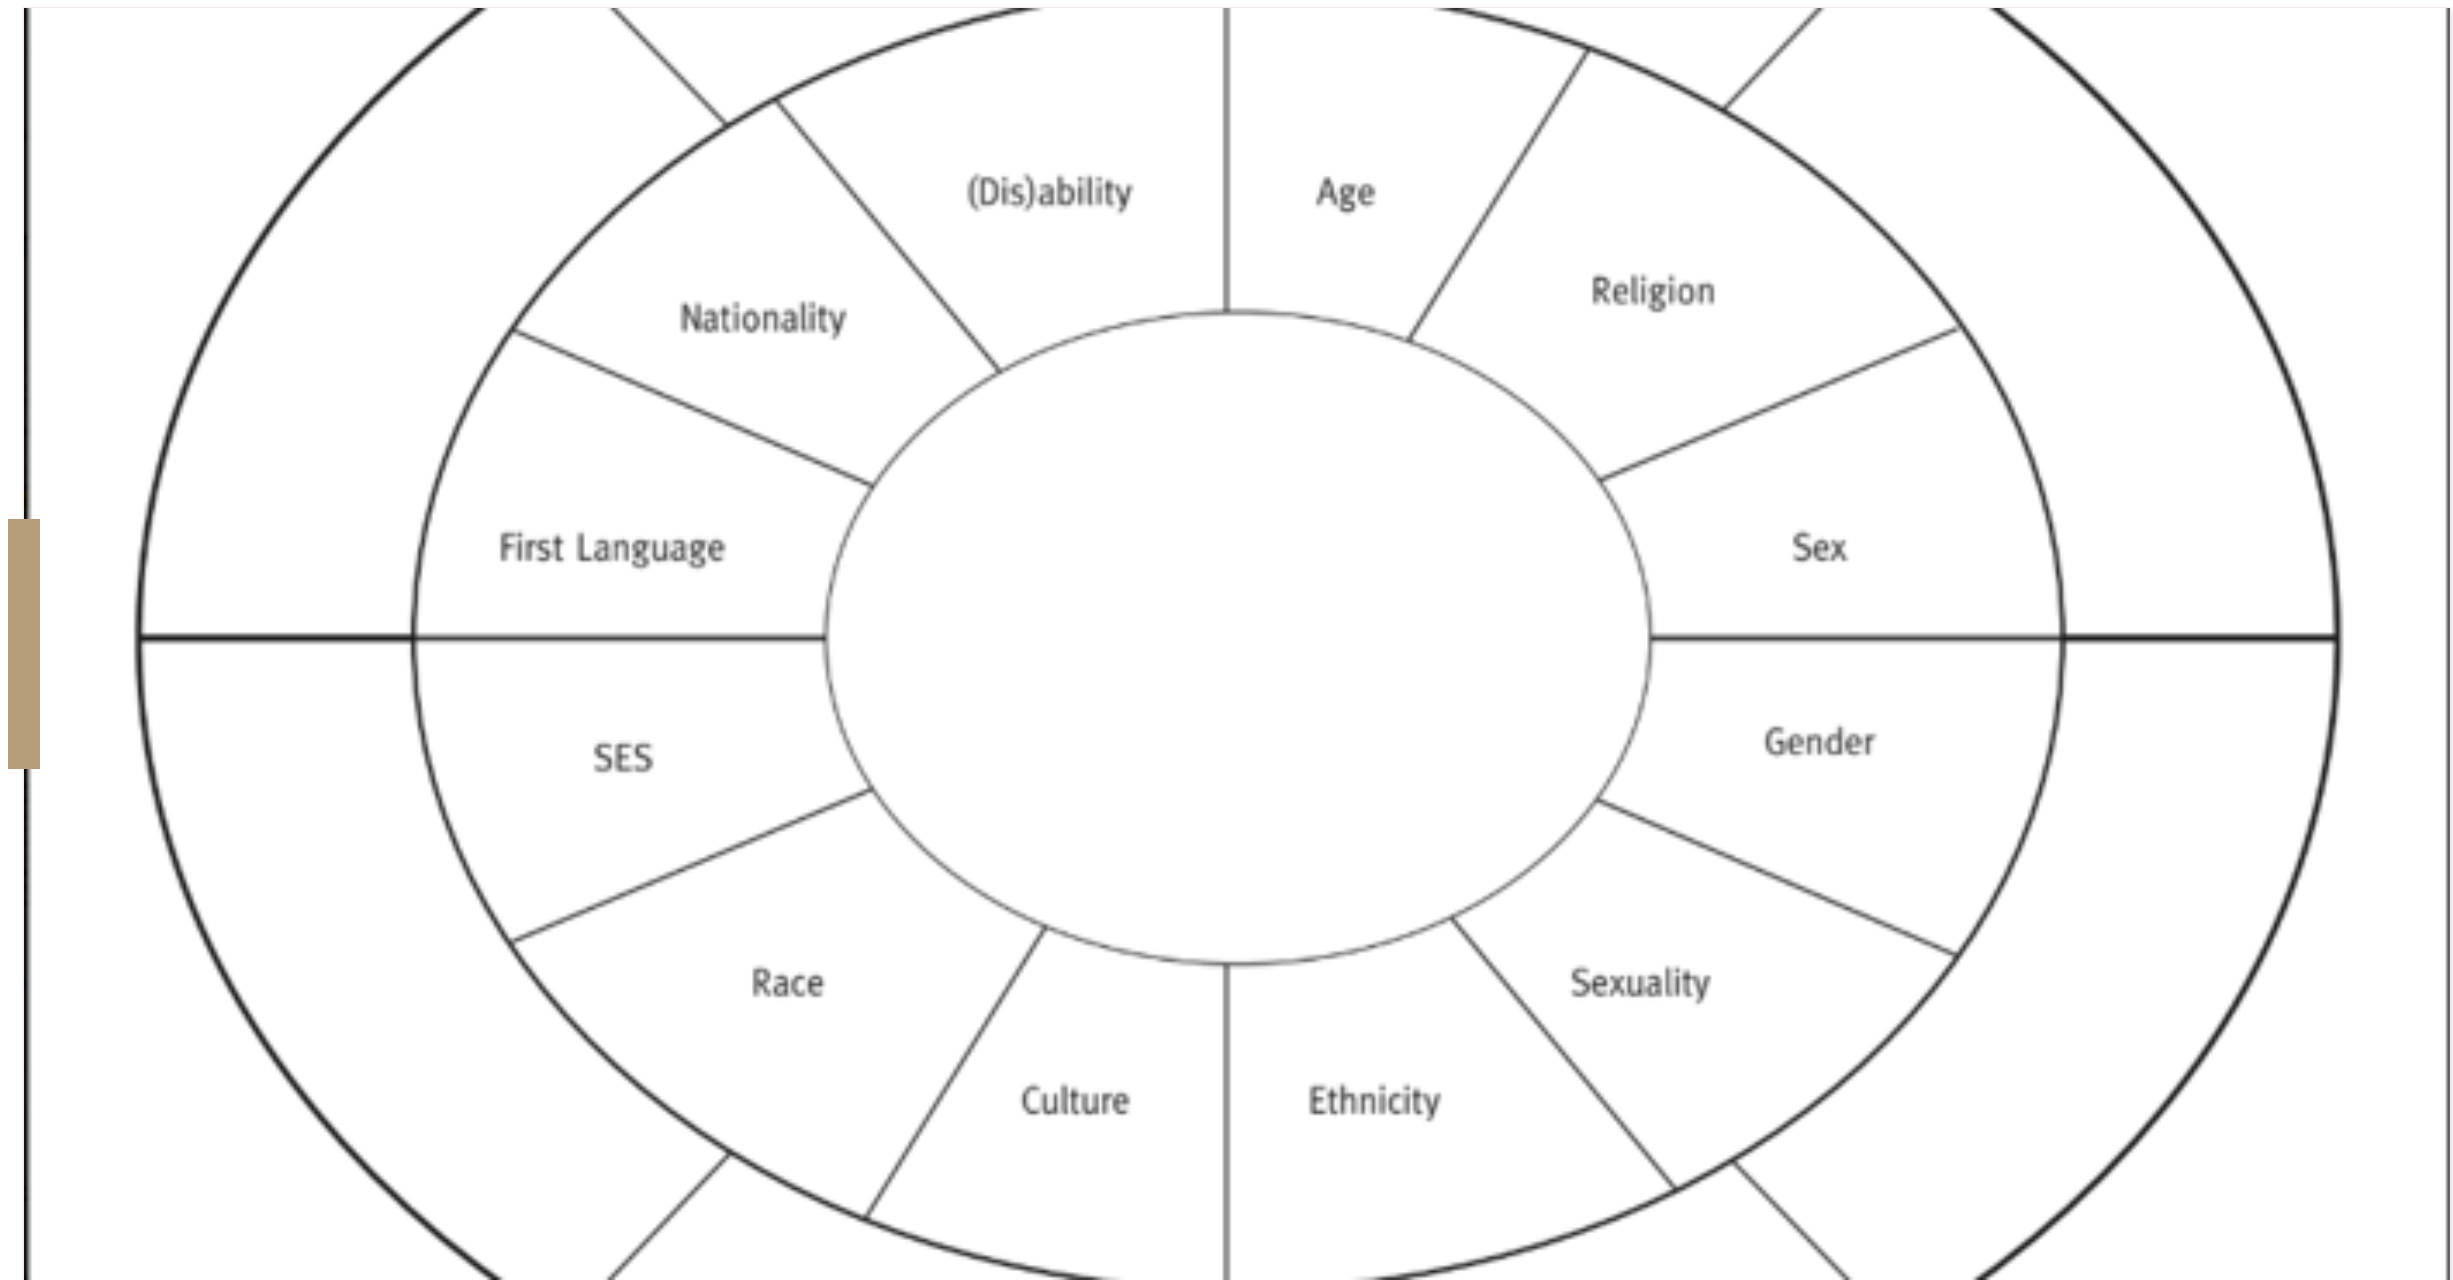 (Dis)ability
Age
Religion
Nationality
First Language
Sex
SES
Gender
Race
Sexuality
Culture
Ethnicity